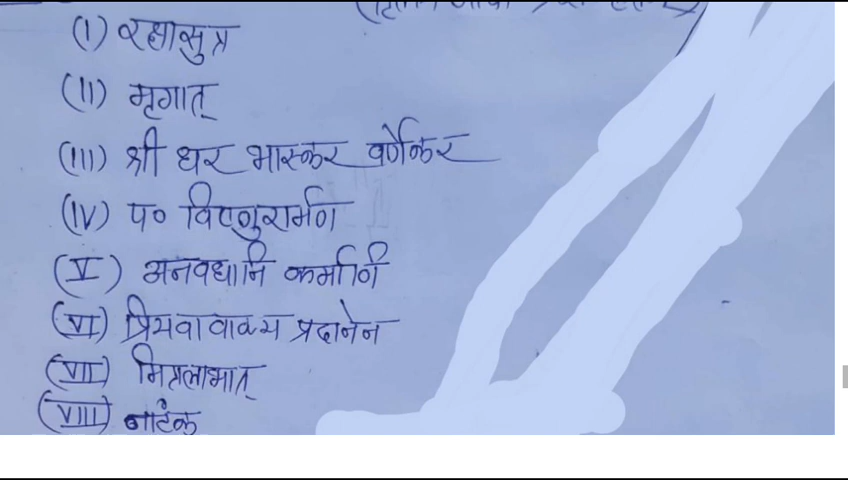 (I) रक्षासुत्र
(II) मृगात्
(III) श्री धर भास्कर वर्णेकर
(IV) प० विष्णुशर्मण
(V) अनवधानि कर्माणि
(VI) प्रियवावाक्य प्रदानेन
(VII) मित्रलाभात्
(VIII) नाटक